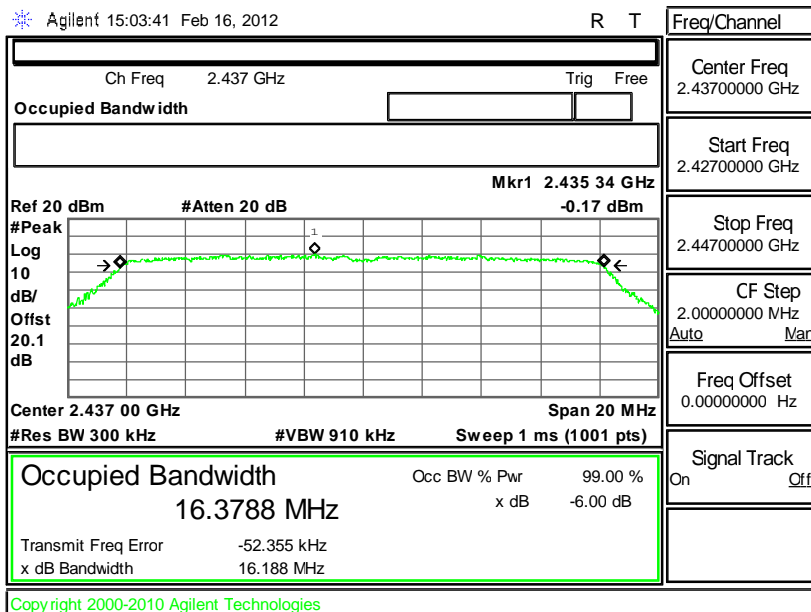 Agilent 15:03:41 Feb 16, 2012 R T
Freq/Channel
Ch Freq 2.437 GHz Trig Free
Occupied Bandwidth
Center Freq
2.43700000 GHz
Start Freq
2.42700000 GHz
Stop Freq
2.44700000 GHz
CF Step
2.00000000 MHz
Auto Man
Freq Offset
0.00000000 Hz
Signal Track
On Off
Mkr1 2.435 34 GHz
Ref 20 dBm #Atten 20 dB -0.17 dBm
#Peak
Log
10
dB/
Offst
20.1
dB
1
Center 2.437 00 GHz Span 20 MHz
#Res BW 300 kHz #VBW 910 kHz Sweep 1 ms (1001 pts)
Occupied Bandwidth
16.3788 MHz
Occ BW % Pwr 99.00 %
x dB -6.00 dB
Transmit Freq Error -52.355 kHz
x dB Bandwidth 16.188 MHz
Copyright 2000-2010 Agilent Technologies